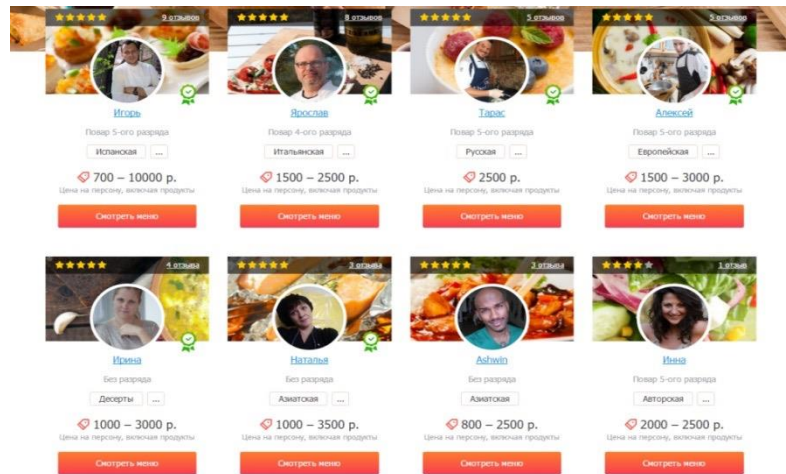 9 отзывов
8 отзывов
5 отзывов
5 отзывов
Игорь
Ярослав
Тарас
Алексей
Повар 5-ого разряда
Повар 4-ого разряда
Повар 5-ого разряда
Повар 5-ого разряда
Испанская ...
Итальянская ...
Русская ...
Европейская ...
700 – 10000 р.
1500 – 2500 р.
2500 р.
1500 – 3000 р.
Цена на персону, включая продукты
Цена на персону, включая продукты
Цена на персону, включая продукты
Цена на персону, включая продукты
Смотреть меню
Смотреть меню
Смотреть меню
Смотреть меню
4 отзыва
3 отзыва
3 отзыва
1 отзыв
Ирина
Наталья
Ashwin
Инна
Без разряда
Без разряда
Без разряда
Повар 5-ого разряда
Десерты ...
Азиатская ...
Азиатская
Авторская ...
1000 – 3000 р.
1000 – 3500 р.
800 – 2500 р.
2000 – 2500 р.
Цена на персону, включая продукты
Цена на персону, включая продукты
Цена на персону, включая продукты
Цена на персону, включая продукты
Смотреть меню
Смотреть меню
Смотреть меню
Смотреть меню